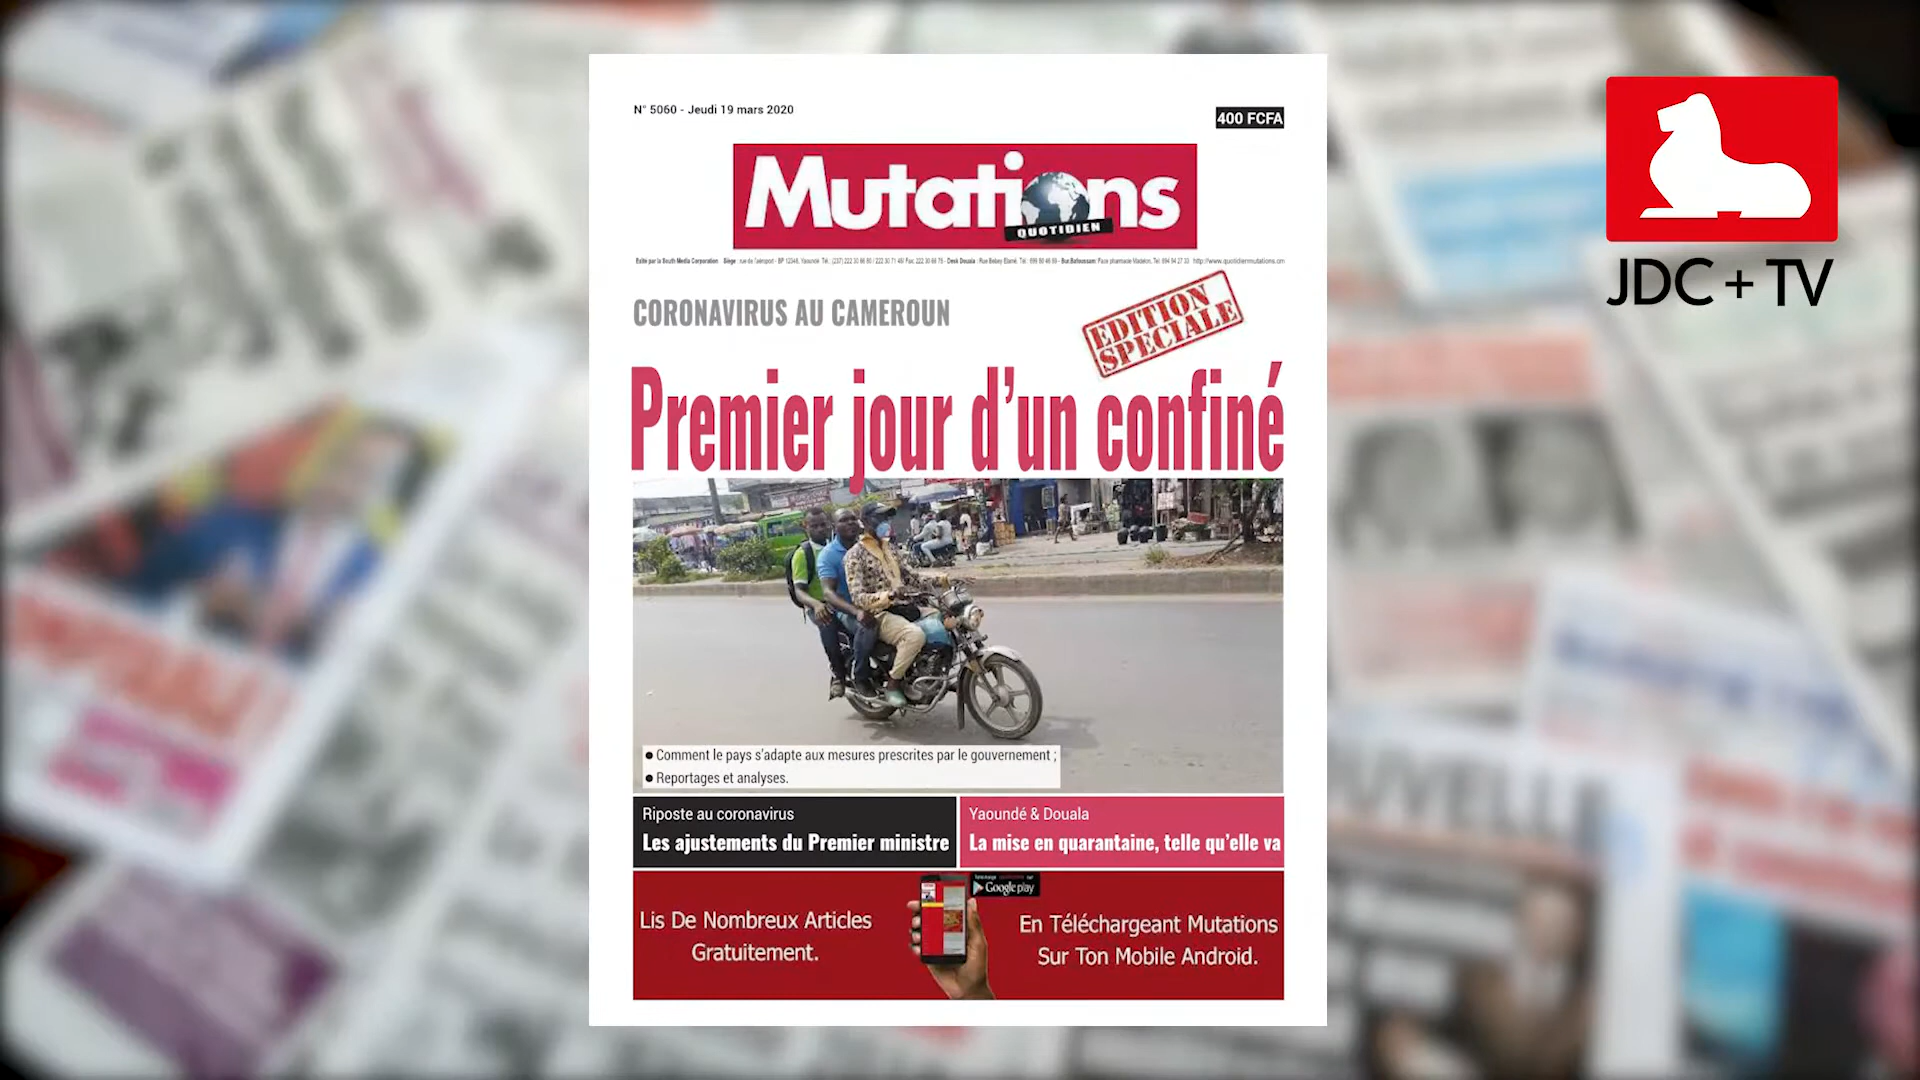 N° 5060 - Jeudi 19 mars 2020
400 FCFA
Mutations
QUOTIDIEN
CORONAVIRUS AU CAMEROUN
EDITION
SPECIALE
Premier jour d'un confiné
● Comment le pays s'adapte aux mesures prescrites par le gouvernement ;
● Reportages et analyses.
Riposte au coronavirus
Les ajustements du Premier ministre
Yaoundé & Douala
La mise en quarantaine, telle qu'elle va
Lis De Nombreux Articles
Gratuitement.
Google play
En Téléchargeant Mutations
Sur Ton Mobile Android.
JDC + TV